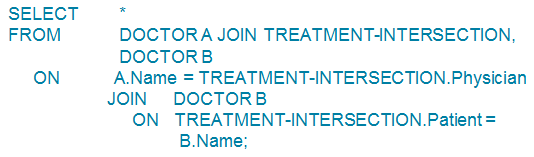 SELECT *
FROM DOCTOR A JOIN TREATMENT-INTERSECTION,
DOCTOR B
ON A.Name = TREATMENT-INTERSECTION.Physician
JOIN DOCTOR B
ON TREATMENT-INTERSECTION.Patient =
B.Name;